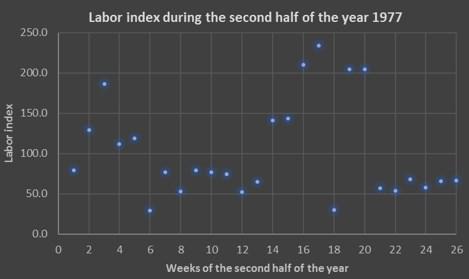 Labor index during the second half of the year 1977
250.0
200.0
150.0
100.0
50.0
0.0
Labor index
0 2 4 6 8 10 12 14 16 18 20 22 24 26
Weeks of the second half of the year